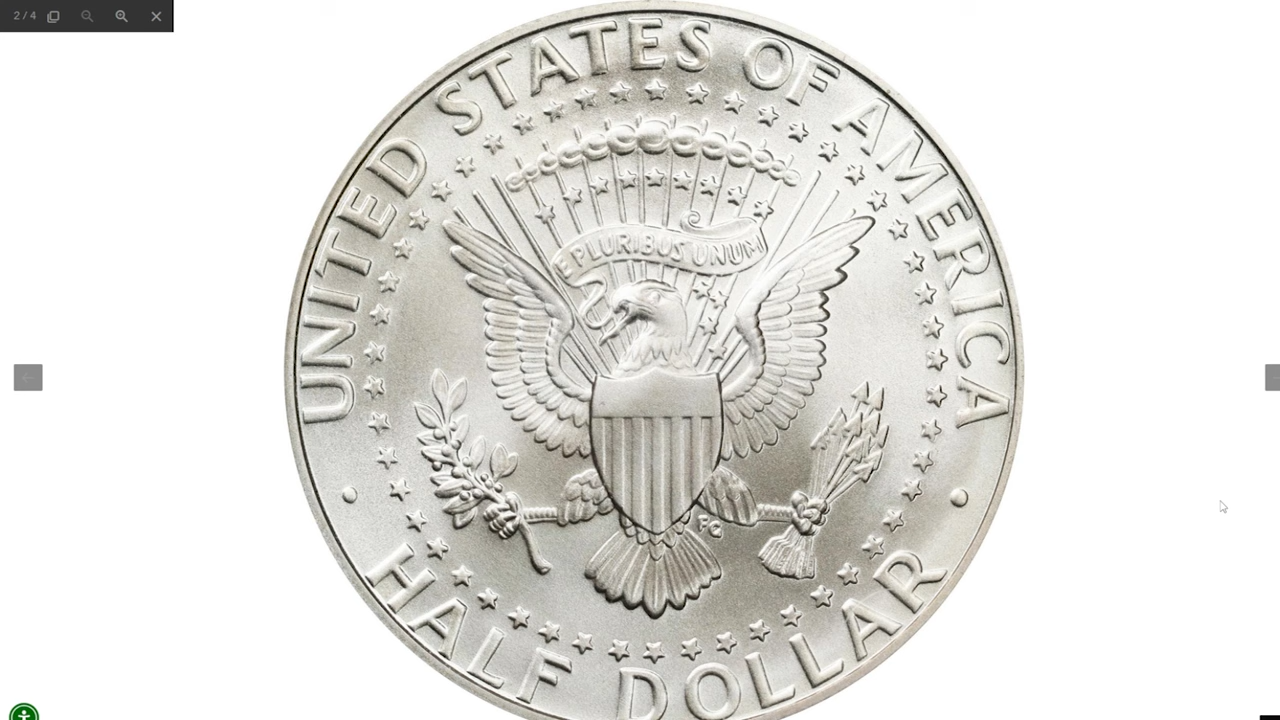 2 / 4
UNITED STATES OF AMERICA
E PLURIBUS UNUM
FG
HALF DOLLAR